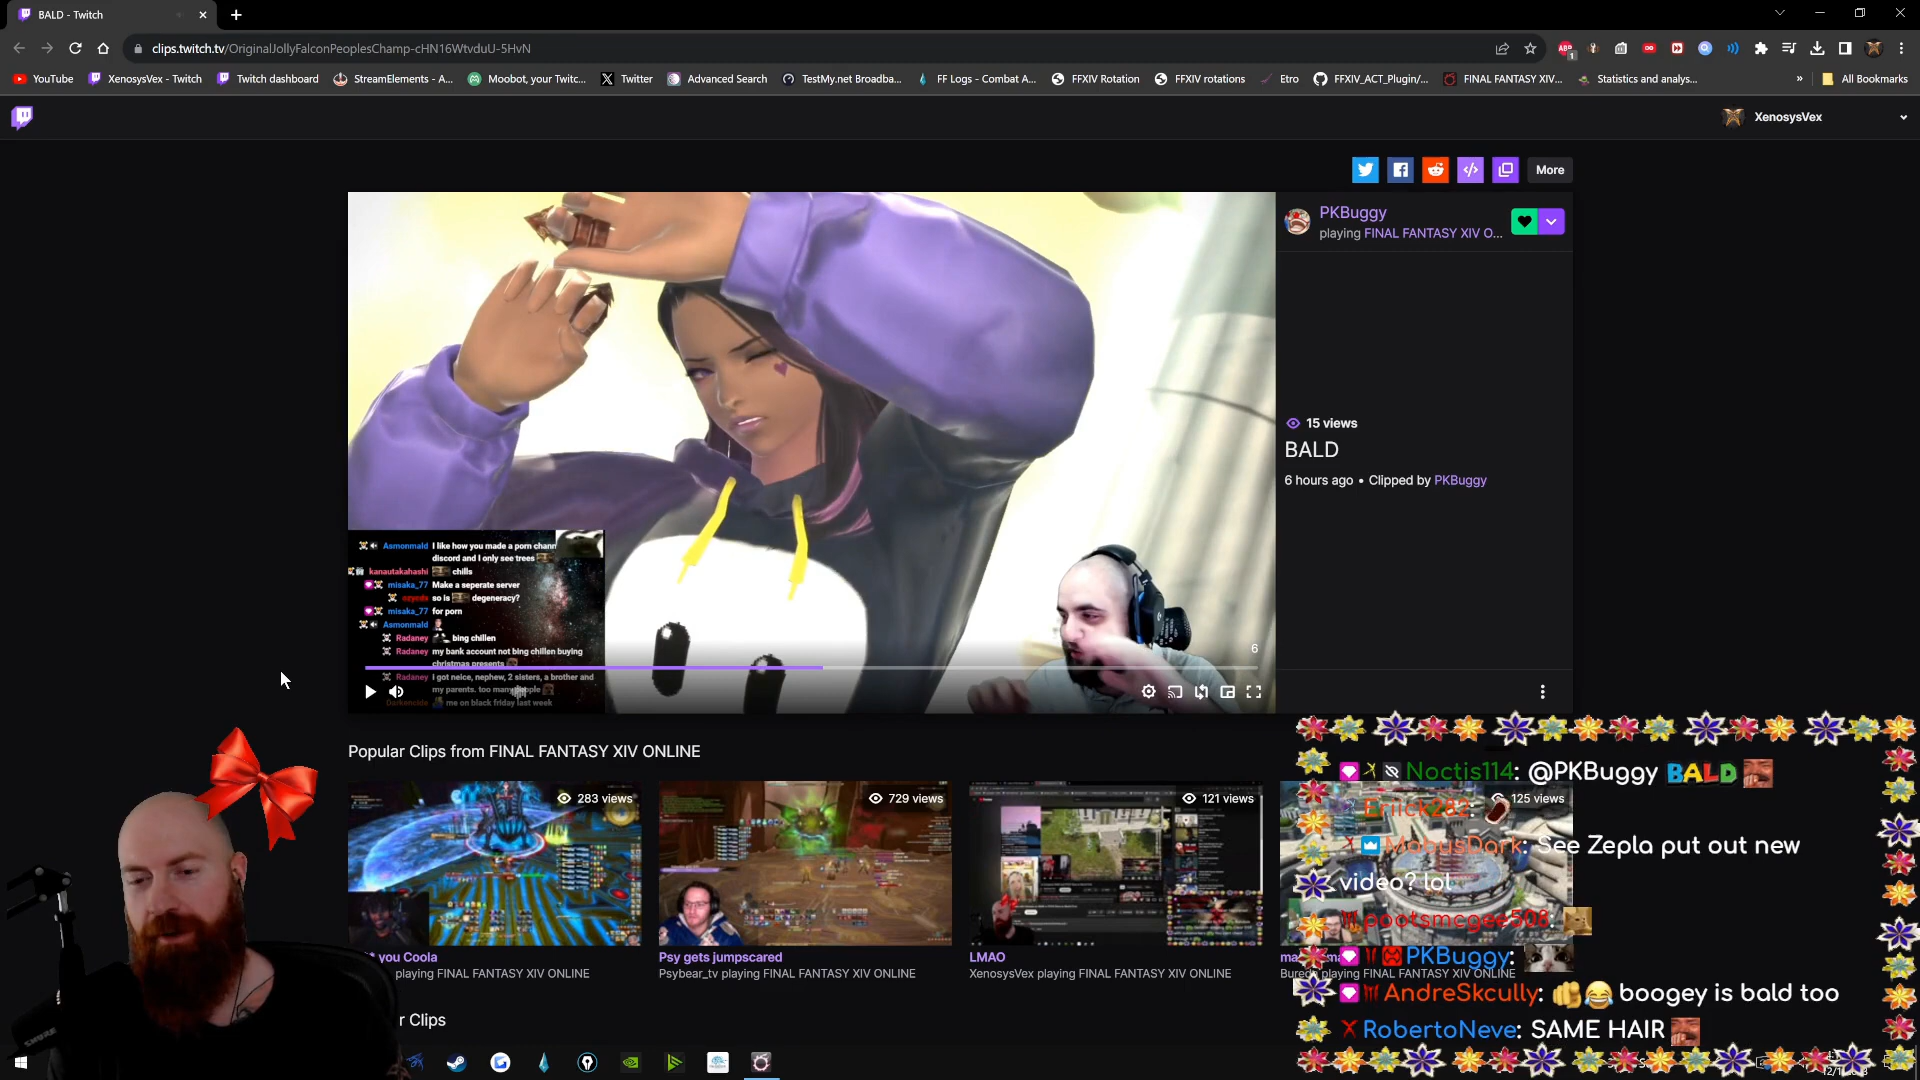 BALD - Twitch
clips.twitch.tv/OriginalJollyFalconPeoplesChamp-cHN16WtvduU-5HvN
YouTube
XenosysVex - Twitch
Twitch dashboard
StreamElements - A...
Moobot, your Twitc...
Twitter
Advanced Search
TestMy.net Broadba...
FF Logs - Combat A...
FFXIV Rotation
FFXIV rotations
Etro
FFXIV_ACT_Plugin/...
FINAL FANTASY XIV...
Statistics and analys...
»
All Bookmarks
XenosysVex
More
PKBuggy
playing FINAL FANTASY XIV O...
15 views
BALD
6 hours ago • Clipped by PKBuggy
Asmonmald I like how you made a porn chann
discord and I only see trees
kanautakahashi chills
misaka_77 Make a seperate server
so is degeneracy?
misaka_77 for porn
Asmonmald
Radaney bing chillen
Radaney my bank account not bing chillen buying
christmas presents
Radaney I got neice, nephew, 2 sisters, a brother and
my parents. too many people
me on black friday last week
6
Popular Clips from FINAL FANTASY XIV ONLINE
283 views
729 views
121 views
125 views
you Coola
playing FINAL FANTASY XIV ONLINE
Psy gets jumpscared
Psybear_tv playing FINAL FANTASY XIV ONLINE
LMAO
XenosysVex playing FINAL FANTASY XIV ONLINE
playing FINAL FANTASY XIV ONLINE
r Clips
Noctis114: @PKBuggy BALD
Eriick282:
MobusDark: See Zepla put out new
video? lol
pootsmcgee508:
PKBuggy:
AndreSkcully: boogey is bald too
RobertoNeve: SAME HAIR